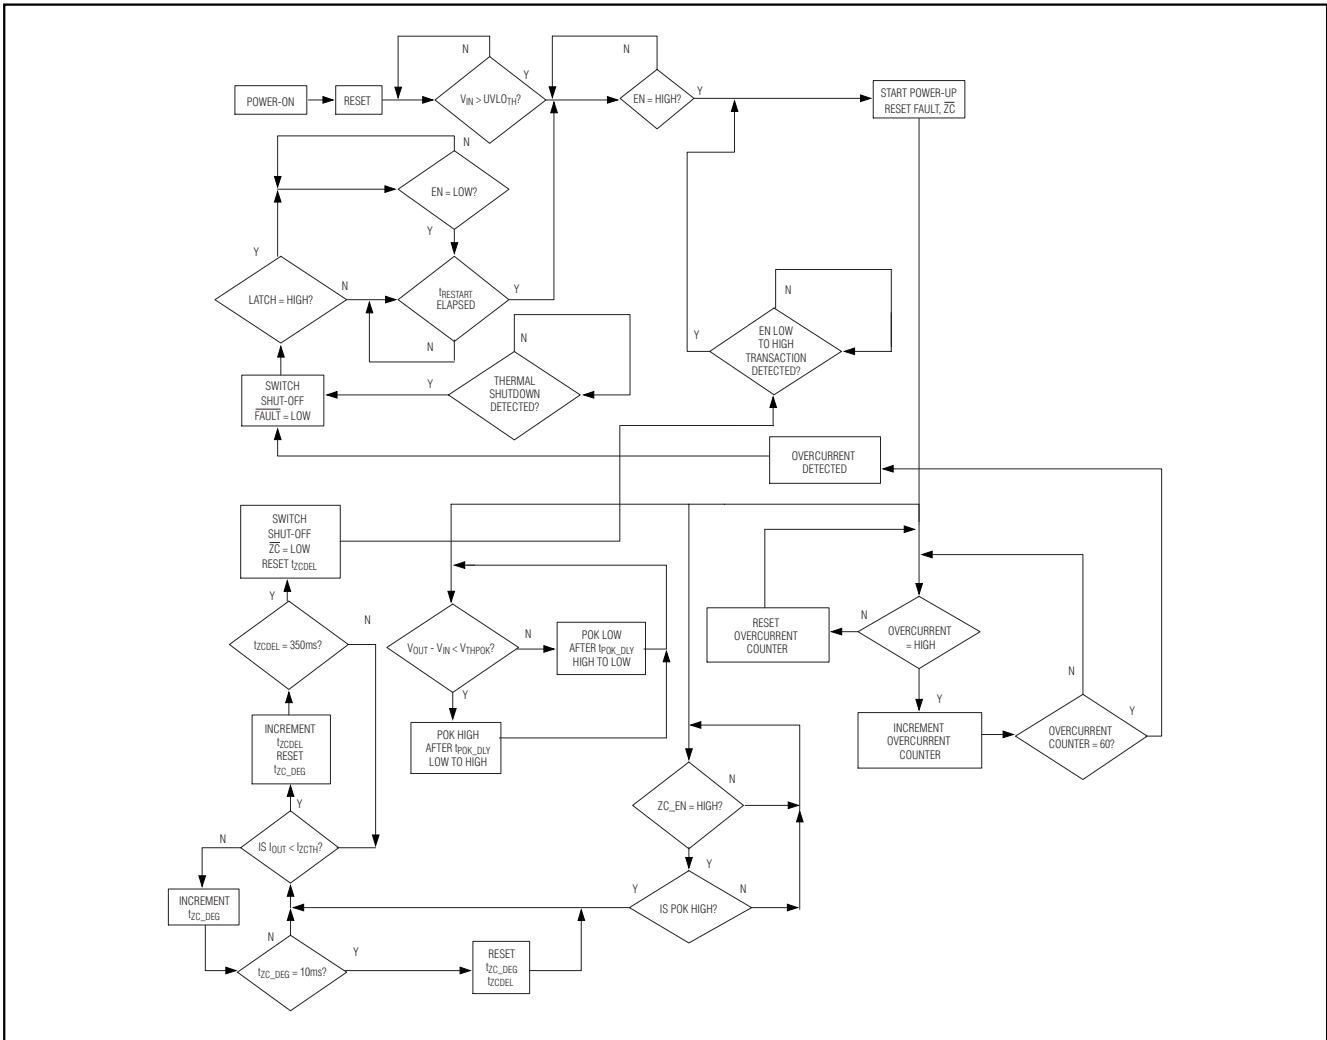 N
N
Y
POWER-ON
RESET
VIN > UVLOTH?
EN = HIGH?
Y
START POWER-UP
RESET FAULT, ZC
N
EN = LOW?
Y
Y
LATCH = HIGH?
N
tRESTART
ELAPSED
Y
N
N
EN LOW
TO HIGH
TRANSACTION
DETECTED?
Y
N
Y
THERMAL
SHUTDOWN
DETECTED?
SWITCH
SHUT-OFF
FAULT = LOW
OVERCURRENT
DETECTED
SWITCH
SHUT-OFF
ZC = LOW
RESET tZCDEL
Y
N
tZCDEL = 350ms?
VOUT - VIN < VTHPOK?
N
POK LOW
AFTER tPOK_DLY
HIGH TO LOW
Y
POK HIGH
AFTER tPOK_DLY
LOW TO HIGH
RESET
OVERCURRENT
COUNTER
N
OVERCURRENT
= HIGH
Y
N
INCREMENT
OVERCURRENT
COUNTER
OVERCURRENT
COUNTER = 60?
Y
INCREMENT
tZCDEL
RESET
tZC_DEG
Y
N
IS IOUT < IZCTH?
ZC_EN = HIGH?
N
Y
INCREMENT
tZC_DEG
Y
IS POK HIGH?
N
N
tZC_DEG = 10ms?
Y
RESET
tZC_DEG
tZCDEL